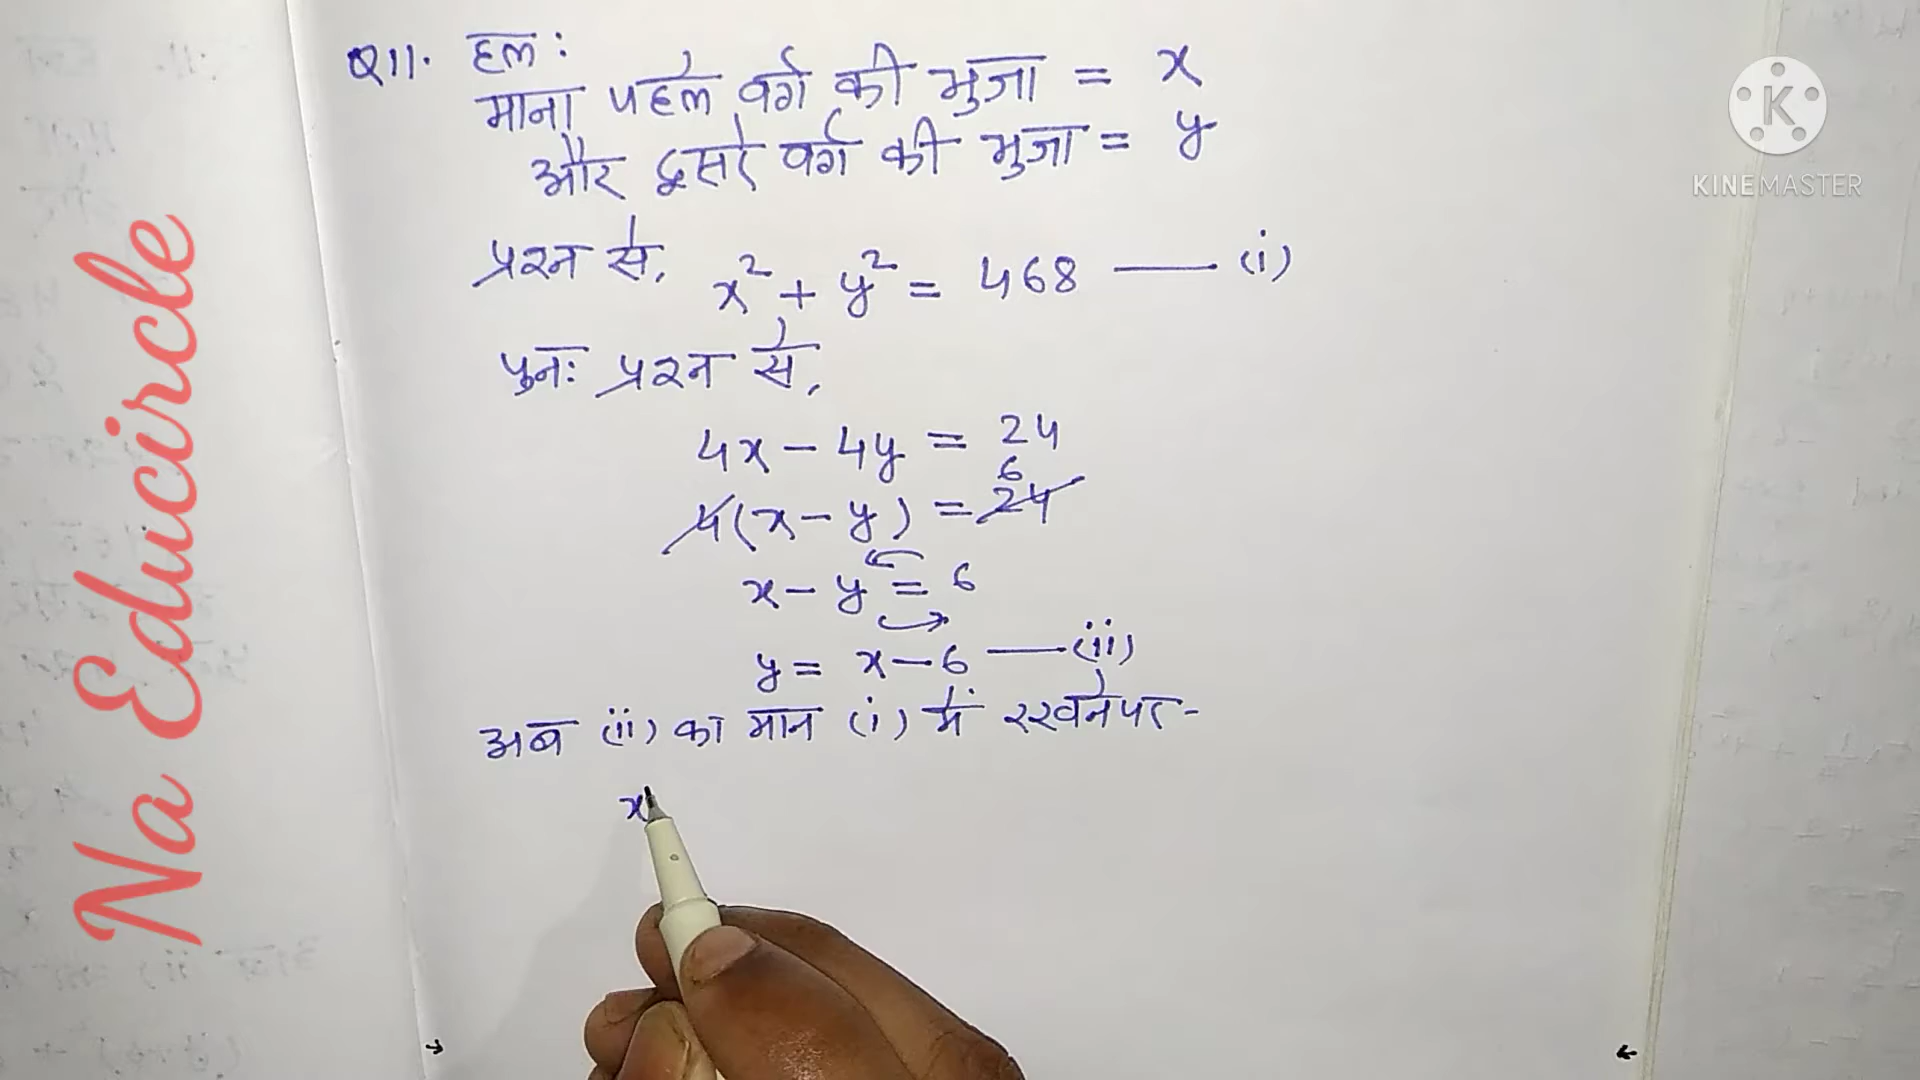 Q11. हल :
माना पहले वर्ग की भुजा = x
और दूसरे वर्ग की भुजा = y
प्रश्न से, x² + y² = 468 —— (i)
पुनः प्रश्न से,
4x - 4y = 24
6
4(x - y) = 24
x - y = 6
y = x - 6 —— (ii)
अब (ii) का मान (i) में रखने पर -
x
Na Educircle
K
KINEMASTER